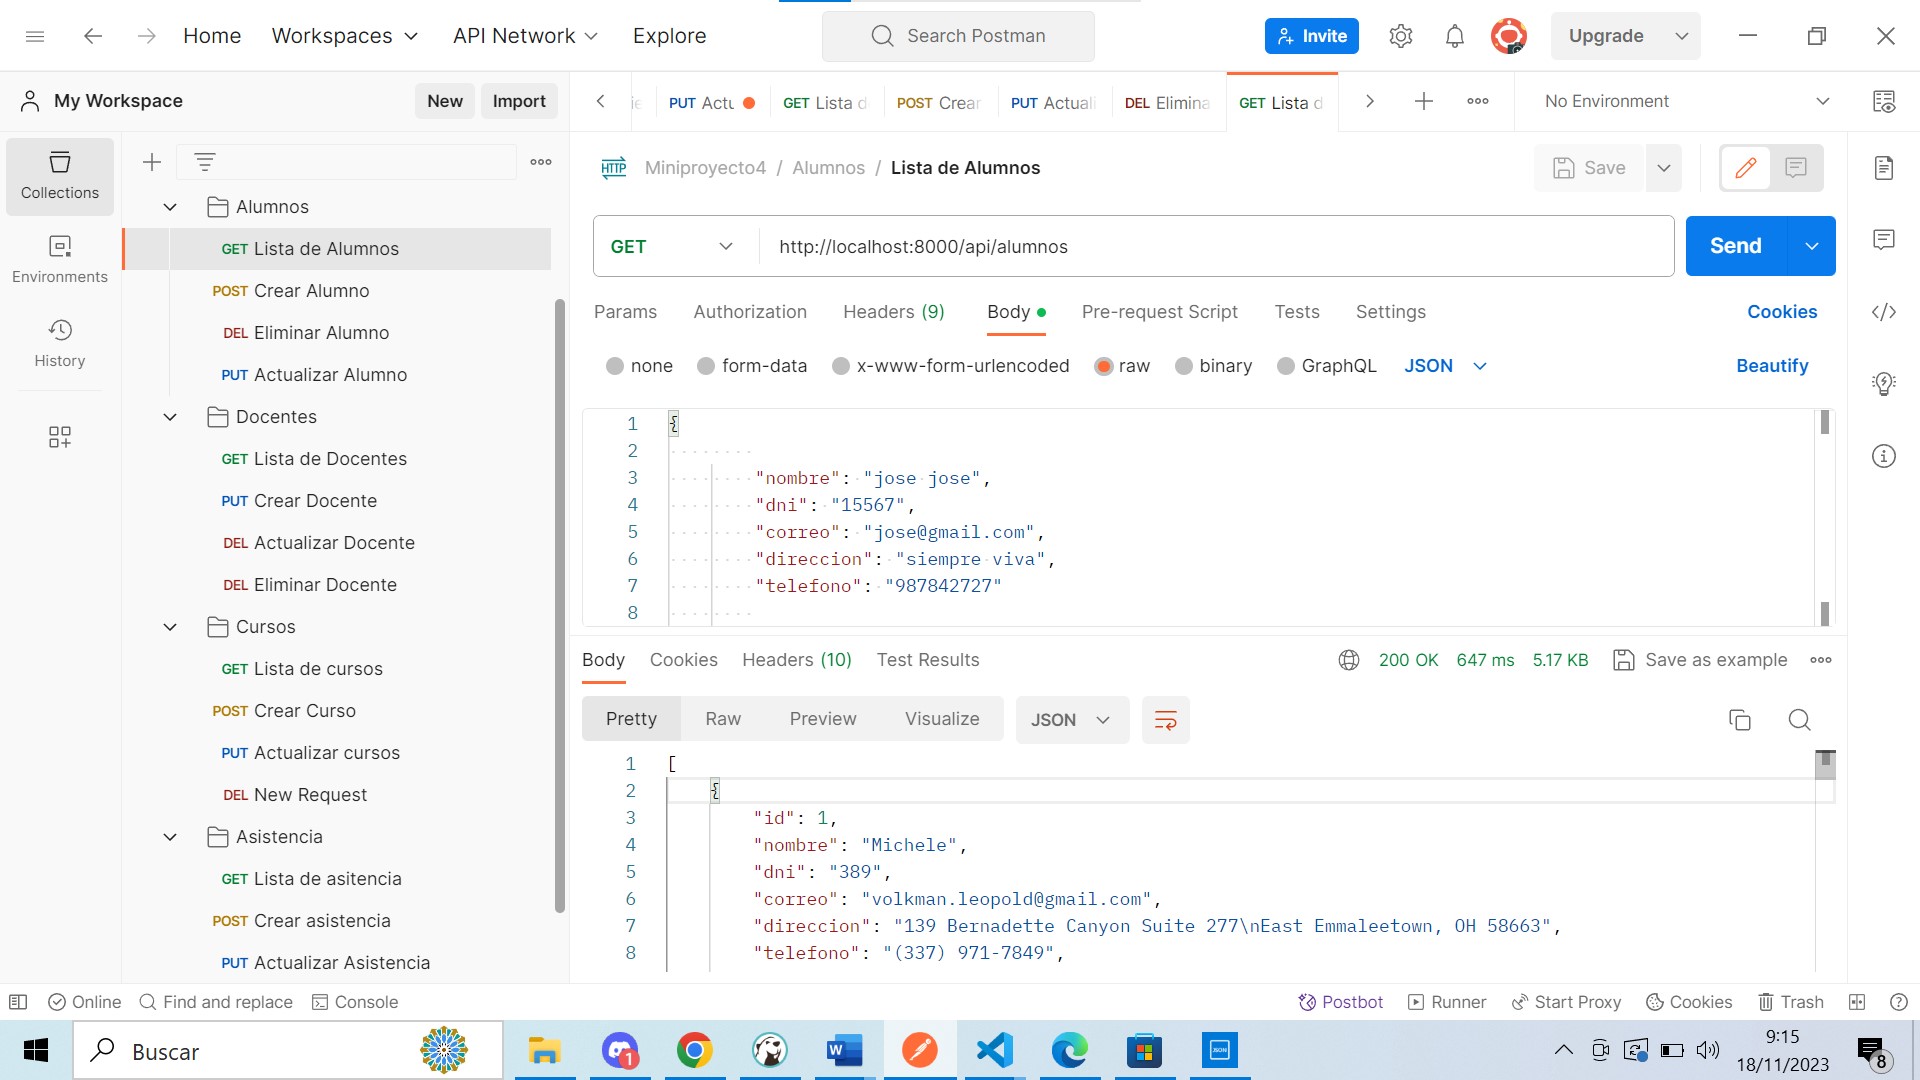 Home Workspaces API Network Explore Search Postman Invite Upgrade
My Workspace New Import
PUT Actu GET Lista d POST Crear PUT Actuali DEL Elimina GET Lista d No Environment
Collections
Environments
History
Alumnos
GET Lista de Alumnos
POST Crear Alumno
DEL Eliminar Alumno
PUT Actualizar Alumno
Docentes
GET Lista de Docentes
PUT Crear Docente
DEL Actualizar Docente
DEL Eliminar Docente
Cursos
GET Lista de cursos
POST Crear Curso
PUT Actualizar cursos
DEL New Request
Asistencia
GET Lista de asitencia
POST Crear asistencia
PUT Actualizar Asistencia
HTTP Miniproyecto4 / Alumnos / Lista de Alumnos Save
GET http://localhost:8000/api/alumnos Send
Params Authorization Headers (9) Body Pre-request Script Tests Settings Cookies
none form-data x-www-form-urlencoded raw binary GraphQL JSON Beautify
1 {
2
3 "nombre": "jose jose",
4 "dni": "15567",
5 "correo": "jose@gmail.com",
6 "direccion": "siempre viva",
7 "telefono": "987842727"
8
Body Cookies Headers (10) Test Results 200 OK 647 ms 5.17 KB Save as example
Pretty Raw Preview Visualize JSON
1 [
2 {
3 "id": 1,
4 "nombre": "Michele",
5 "dni": "389",
6 "correo": "volkman.leopold@gmail.com",
7 "direccion": "139 Bernadette Canyon Suite 277\nEast Emmaleetown, OH 58663",
8 "telefono": "(337) 971-7849",
Online Find and replace Console Postbot Runner Start Proxy Cookies Trash
Buscar
1
W
JSON
9:15
18/11/2023
8